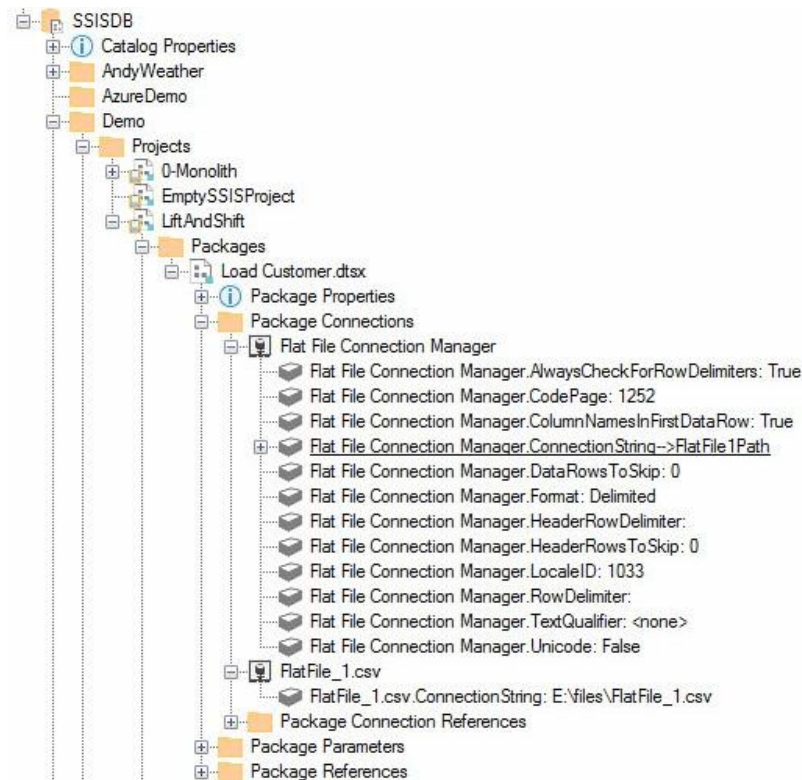 SSISDB
Catalog Properties
AndyWeather
AzureDemo
Demo
Projects
0-Monolith
EmptySSISProject
LiftAndShift
Packages
Load Customer.dtsx
Package Properties
Package Connections
Flat File Connection Manager
Flat File Connection Manager.AlwaysCheckForRowDelimiters: True
Flat File Connection Manager.CodePage: 1252
Flat File Connection Manager.ColumnNamesInFirstDataRow: True
Flat File Connection Manager.ConnectionString-->FlatFile1Path
Flat File Connection Manager.DataRowsToSkip: 0
Flat File Connection Manager.Format: Delimited
Flat File Connection Manager.HeaderRowDelimiter:
Flat File Connection Manager.HeaderRowsToSkip: 0
Flat File Connection Manager.LocaleID: 1033
Flat File Connection Manager.RowDelimiter:
Flat File Connection Manager.TextQualifier: <none>
Flat File Connection Manager.Unicode: False
FlatFile_1.csv
FlatFile_1.csv.ConnectionString: E:\files\FlatFile_1.csv
Package Connection References
Package Parameters
Package References